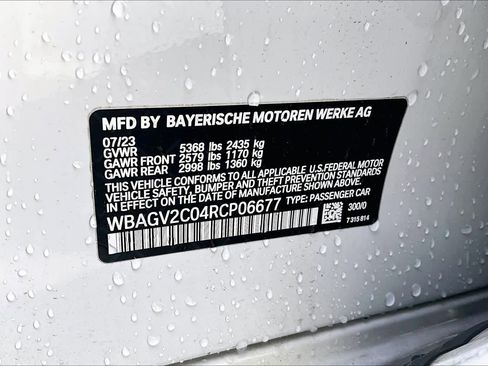 MFD BY BAYERISCHE MOTOREN WERKE AG
07/23
GVWR 5368 lbs 2435 kg
GAWR FRONT 2579 lbs 1170 kg
GAWR REAR 2998 lbs 1360 kg
THIS VEHICLE CONFORMS TO ALL APPLICABLE U.S. FEDERAL MOTOR
VEHICLE SAFETY, BUMPER AND THEFT PREVENTION STANDARDS
IN EFFECT ON THE DATE OF MANUFACTURE SHOWN ABOVE.
WBAGV2C04RCP06677 TYPE: PASSENGER CAR
300/0
7 315 814